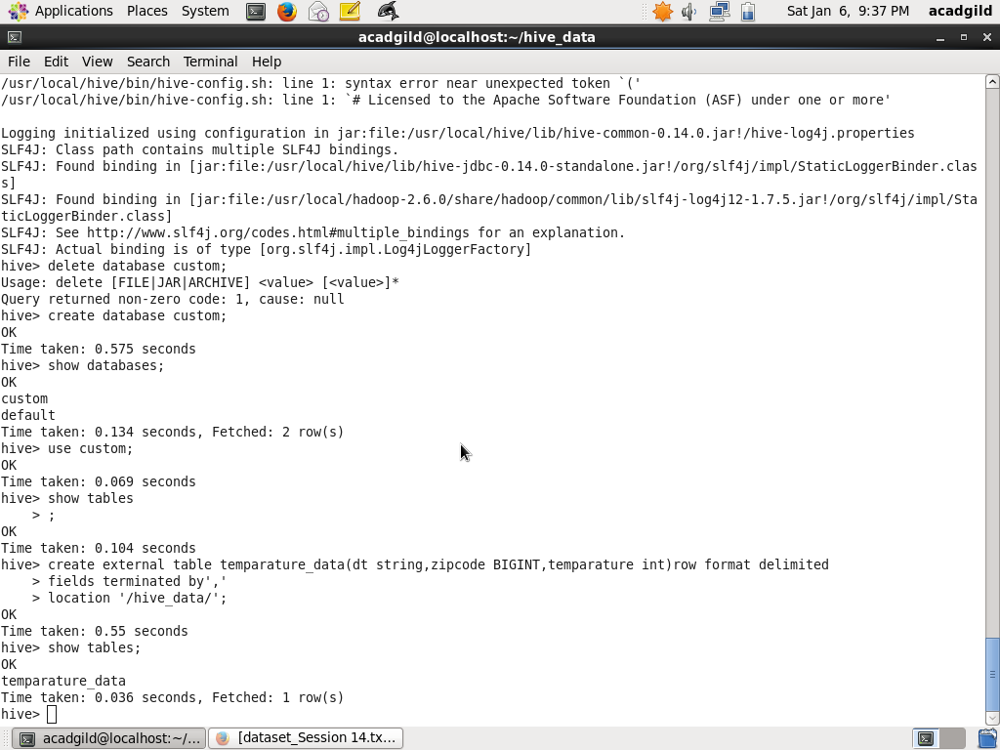 Applications Places System
Sat Jan 6, 9:37 PM acadgild
acadgild@localhost:~/hive_data
File Edit View Search Terminal Help
/usr/local/hive/bin/hive-config.sh: line 1: syntax error near unexpected token `('
/usr/local/hive/bin/hive-config.sh: line 1: `# Licensed to the Apache Software Foundation (ASF) under one or more'
Logging initialized using configuration in jar:file:/usr/local/hive/lib/hive-common-0.14.0.jar!/hive-log4j.properties
SLF4J: Class path contains multiple SLF4J bindings.
SLF4J: Found binding in [jar:file:/usr/local/hive/lib/hive-jdbc-0.14.0-standalone.jar!/org/slf4j/impl/StaticLoggerBinder.clas
s]
SLF4J: Found binding in [jar:file:/usr/local/hadoop-2.6.0/share/hadoop/common/lib/slf4j-log4j12-1.7.5.jar!/org/slf4j/impl/Sta
ticLoggerBinder.class]
SLF4J: See http://www.slf4j.org/codes.html#multiple_bindings for an explanation.
SLF4J: Actual binding is of type [org.slf4j.impl.Log4jLoggerFactory]
hive> delete database custom;
Usage: delete [FILE|JAR|ARCHIVE] <value> [<value>]*
Query returned non-zero code: 1, cause: null
hive> create database custom;
OK
Time taken: 0.575 seconds
hive> show databases;
OK
custom
default
Time taken: 0.134 seconds, Fetched: 2 row(s)
hive> use custom;
OK
Time taken: 0.069 seconds
hive> show tables
    > ;
OK
Time taken: 0.104 seconds
hive> create external table temparature_data(dt string,zipcode BIGINT,temparature int)row format delimited
    > fields terminated by','
    > location '/hive_data/';
OK
Time taken: 0.55 seconds
hive> show tables;
OK
temparature_data
Time taken: 0.036 seconds, Fetched: 1 row(s)
hive>
acadgild@localhost:~/...
[dataset_Session 14.tx...